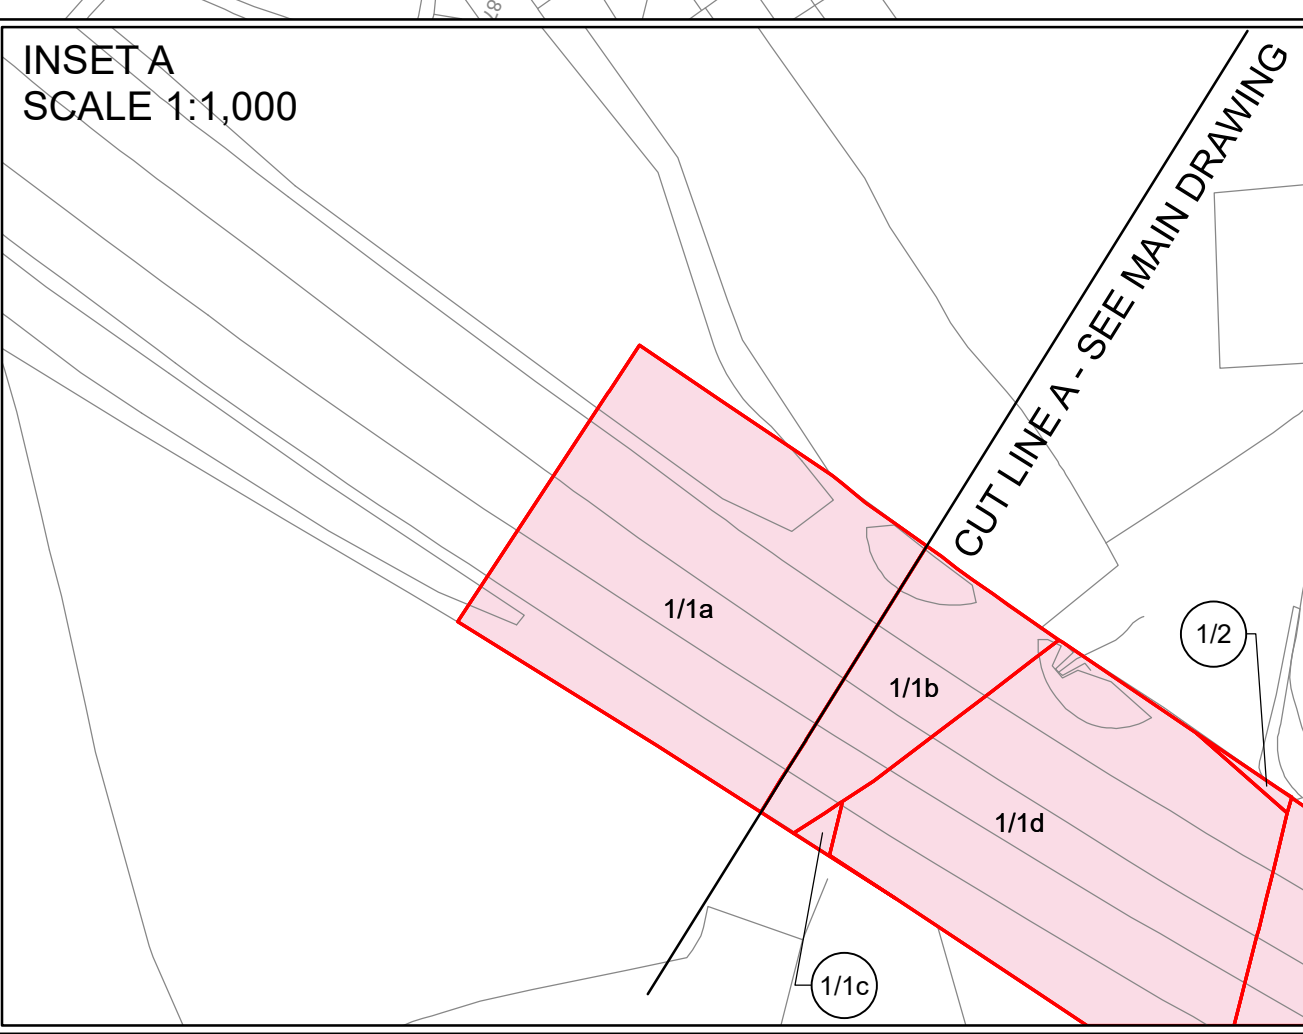 87
INSET A
SCALE 1:1,000
CUT LINE A - SEE MAIN DRAWING
1/1a
1/2
1/1b
1/1d
1/1c